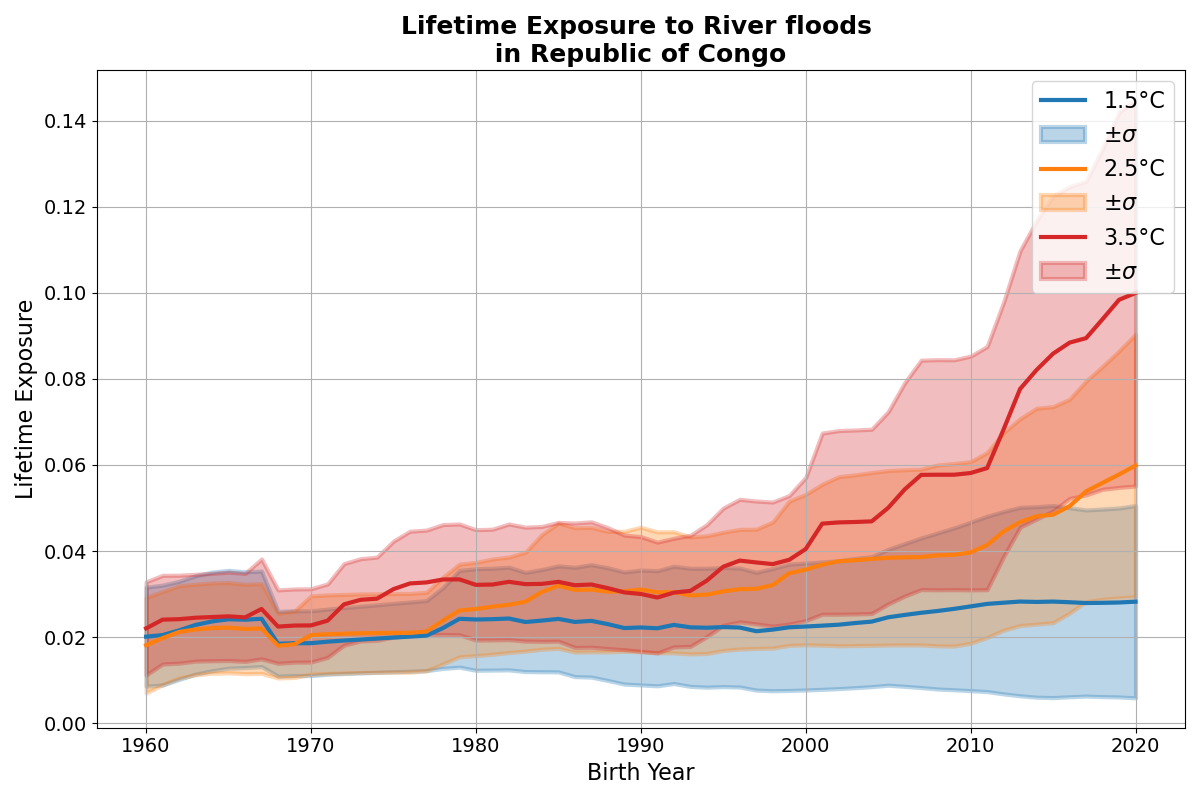 Lifetime Exposure to River floods
in Republic of Congo
1.5°C
±σ
2.5°C
±σ
3.5°C
±σ
Lifetime Exposure
0.14
0.12
0.10
0.08
0.06
0.04
0.02
0.00
1960 1970 1980 1990 2000 2010 2020
Birth Year